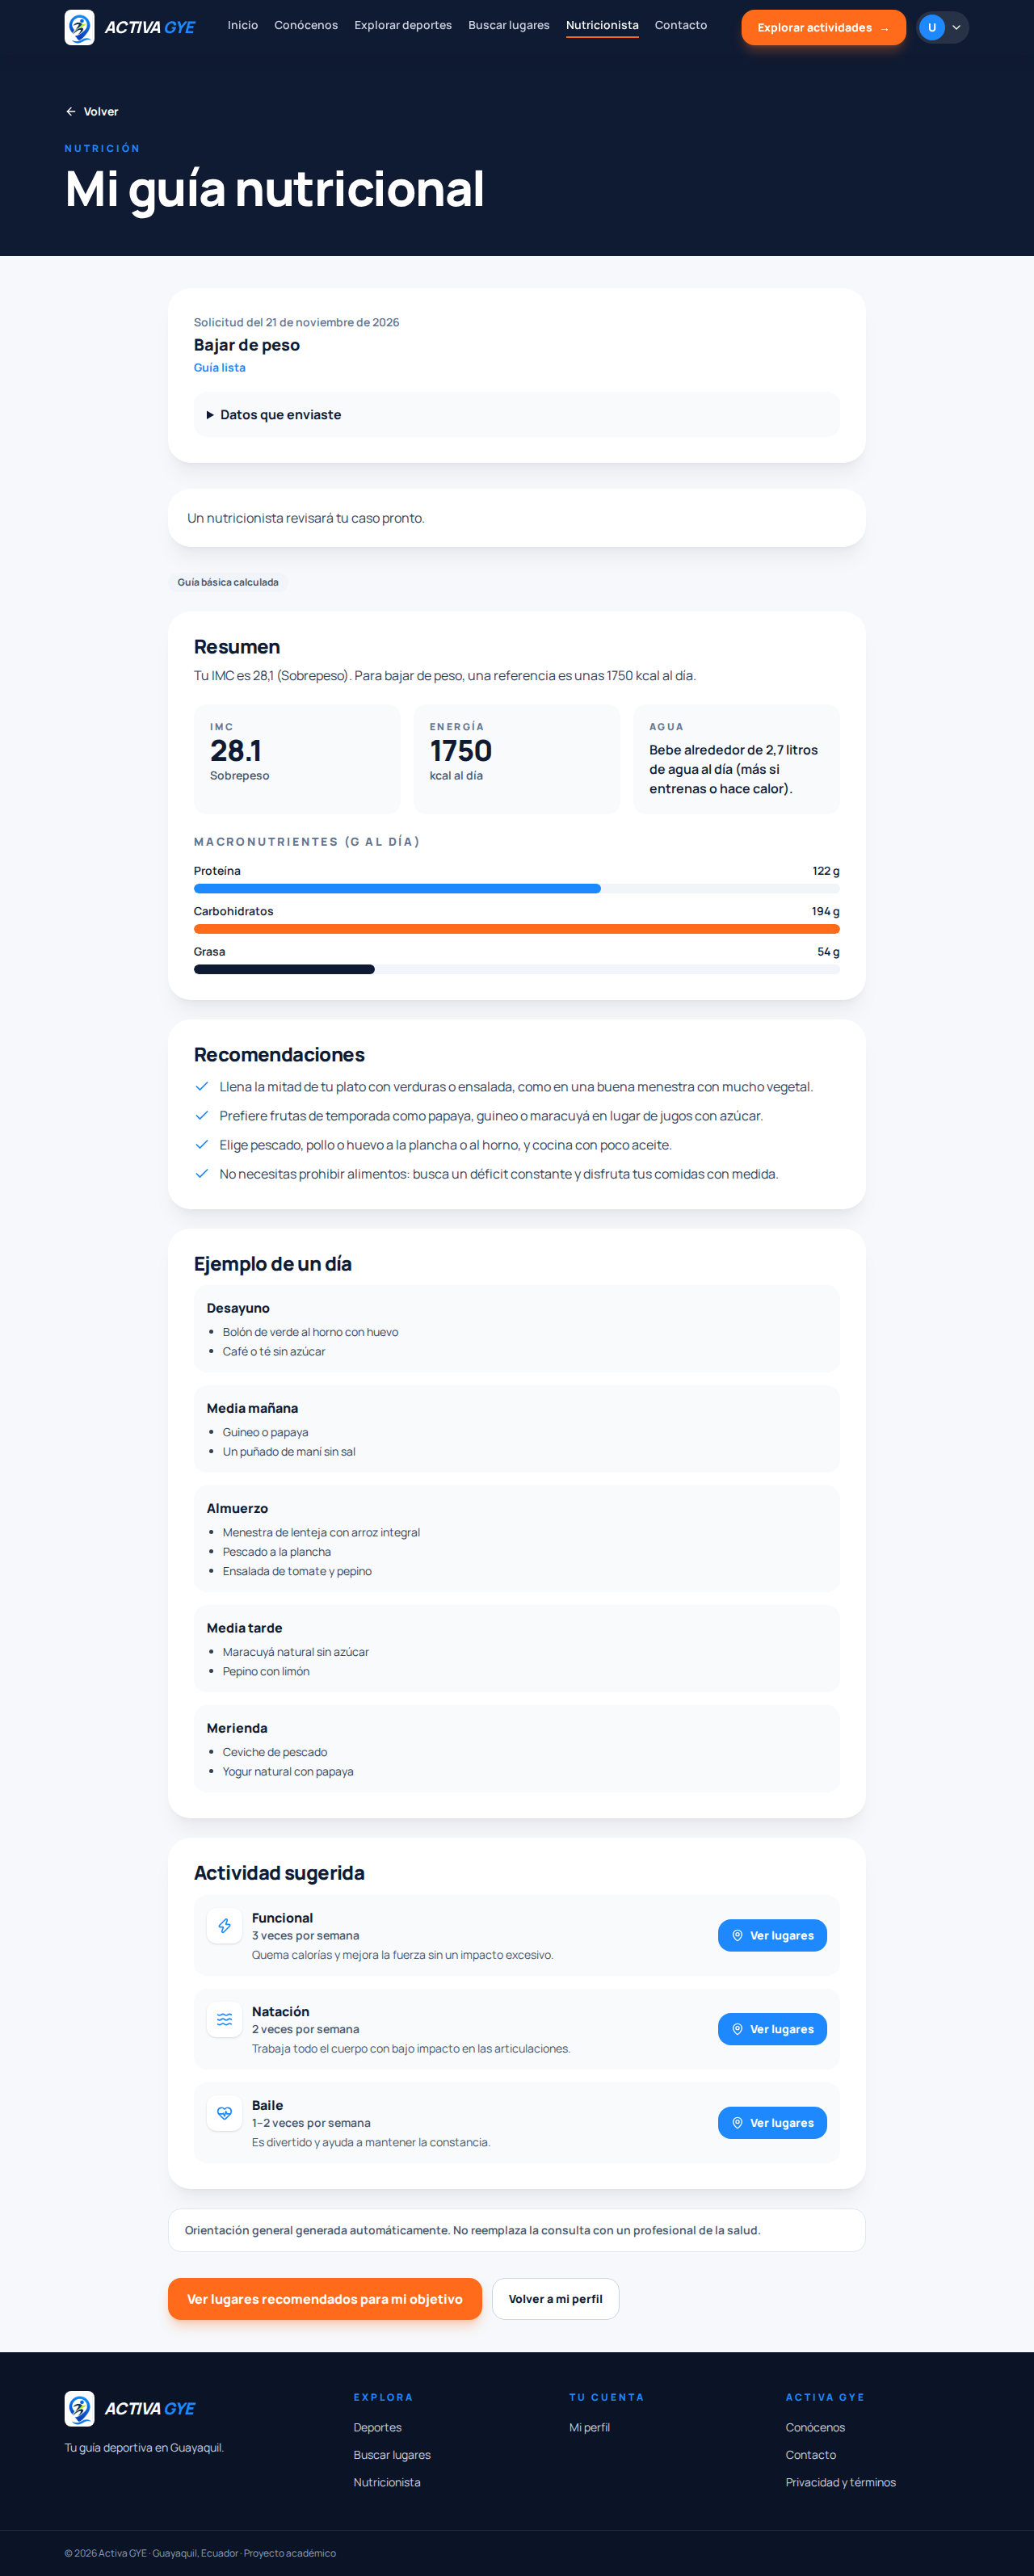 ACTIVA GYE
Inicio
Conócenos
Explorar deportes
Buscar lugares
Nutricionista
Contacto
Explorar actividades →
U
← Volver
NUTRICIÓN
Mi guía nutricional
Solicitud del 21 de noviembre de 2026
Bajar de peso
Guía lista
Datos que enviaste
Un nutricionista revisará tu caso pronto.
Guía básica calculada
Resumen
Tu IMC es 28,1 (Sobrepeso). Para bajar de peso, una referencia es unas 1750 kcal al día.
IMC
28.1
Sobrepeso
ENERGÍA
1750
kcal al día
AGUA
Bebe alrededor de 2,7 litros
de agua al día (más si
entrenas o hace calor).
MACRONUTRIENTES (G AL DÍA)
Proteína 122 g
Carbohidratos 194 g
Grasa 54 g
Recomendaciones
Llena la mitad de tu plato con verduras o ensalada, como en una buena menestra con mucho vegetal.
Prefiere frutas de temporada como papaya, guineo o maracuyá en lugar de jugos con azúcar.
Elige pescado, pollo o huevo a la plancha o al horno, y cocina con poco aceite.
No necesitas prohibir alimentos: busca un déficit constante y disfruta tus comidas con medida.
Ejemplo de un día
Desayuno
• Bolón de verde al horno con huevo
• Café o té sin azúcar
Media mañana
• Guineo o papaya
• Un puñado de maní sin sal
Almuerzo
• Menestra de lenteja con arroz integral
• Pescado a la plancha
• Ensalada de tomate y pepino
Media tarde
• Maracuyá natural sin azúcar
• Pepino con limón
Merienda
• Ceviche de pescado
• Yogur natural con papaya
Actividad sugerida
Funcional
3 veces por semana
Quema calorías y mejora la fuerza sin un impacto excesivo.
Ver lugares
Natación
2 veces por semana
Trabaja todo el cuerpo con bajo impacto en las articulaciones.
Ver lugares
Baile
1–2 veces por semana
Es divertido y ayuda a mantener la constancia.
Ver lugares
Orientación general generada automáticamente. No reemplaza la consulta con un profesional de la salud.
Ver lugares recomendados para mi objetivo
Volver a mi perfil
ACTIVA GYE
Tu guía deportiva en Guayaquil.
EXPLORA
Deportes
Buscar lugares
Nutricionista
TU CUENTA
Mi perfil
ACTIVA GYE
Conócenos
Contacto
Privacidad y términos
© 2026 Activa GYE · Guayaquil, Ecuador · Proyecto académico